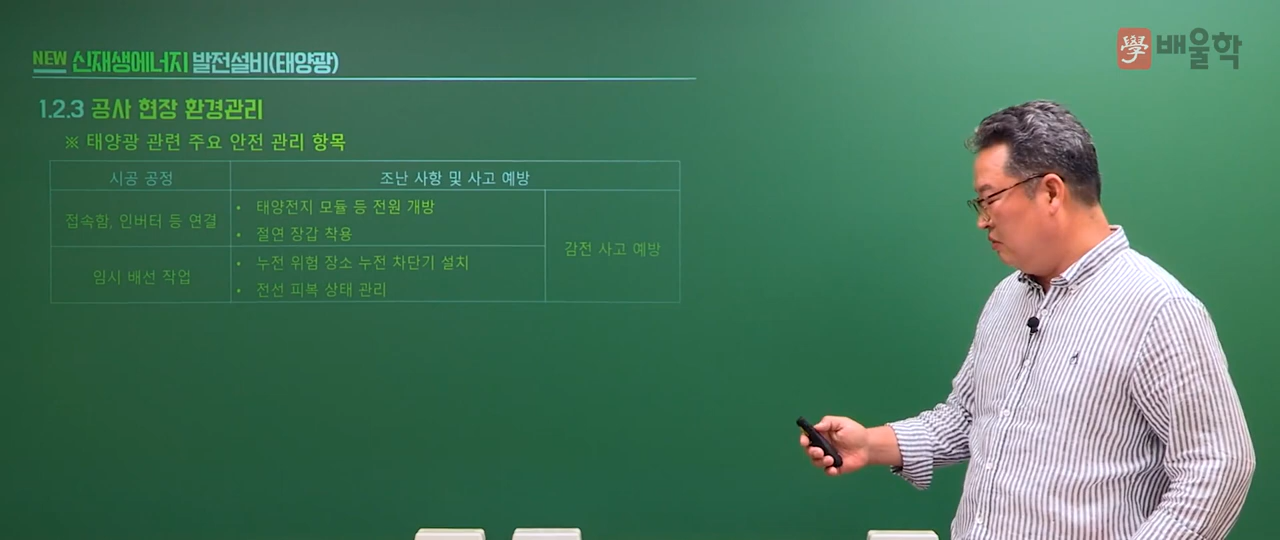 NEW 신재생에너지 발전설비(태양광)
學 배울학
1.2.3 공사 현장 환경관리
※ 태양광 관련 주요 안전 관리 항목
시공 공정
조난 사항 및 사고 예방
접속함, 인버터 등 연결
• 태양전지 모듈 등 전원 개방
• 절연 장갑 착용
감전 사고 예방
임시 배선 작업
• 누전 위험 장소 누전 차단기 설치
• 전선 피복 상태 관리